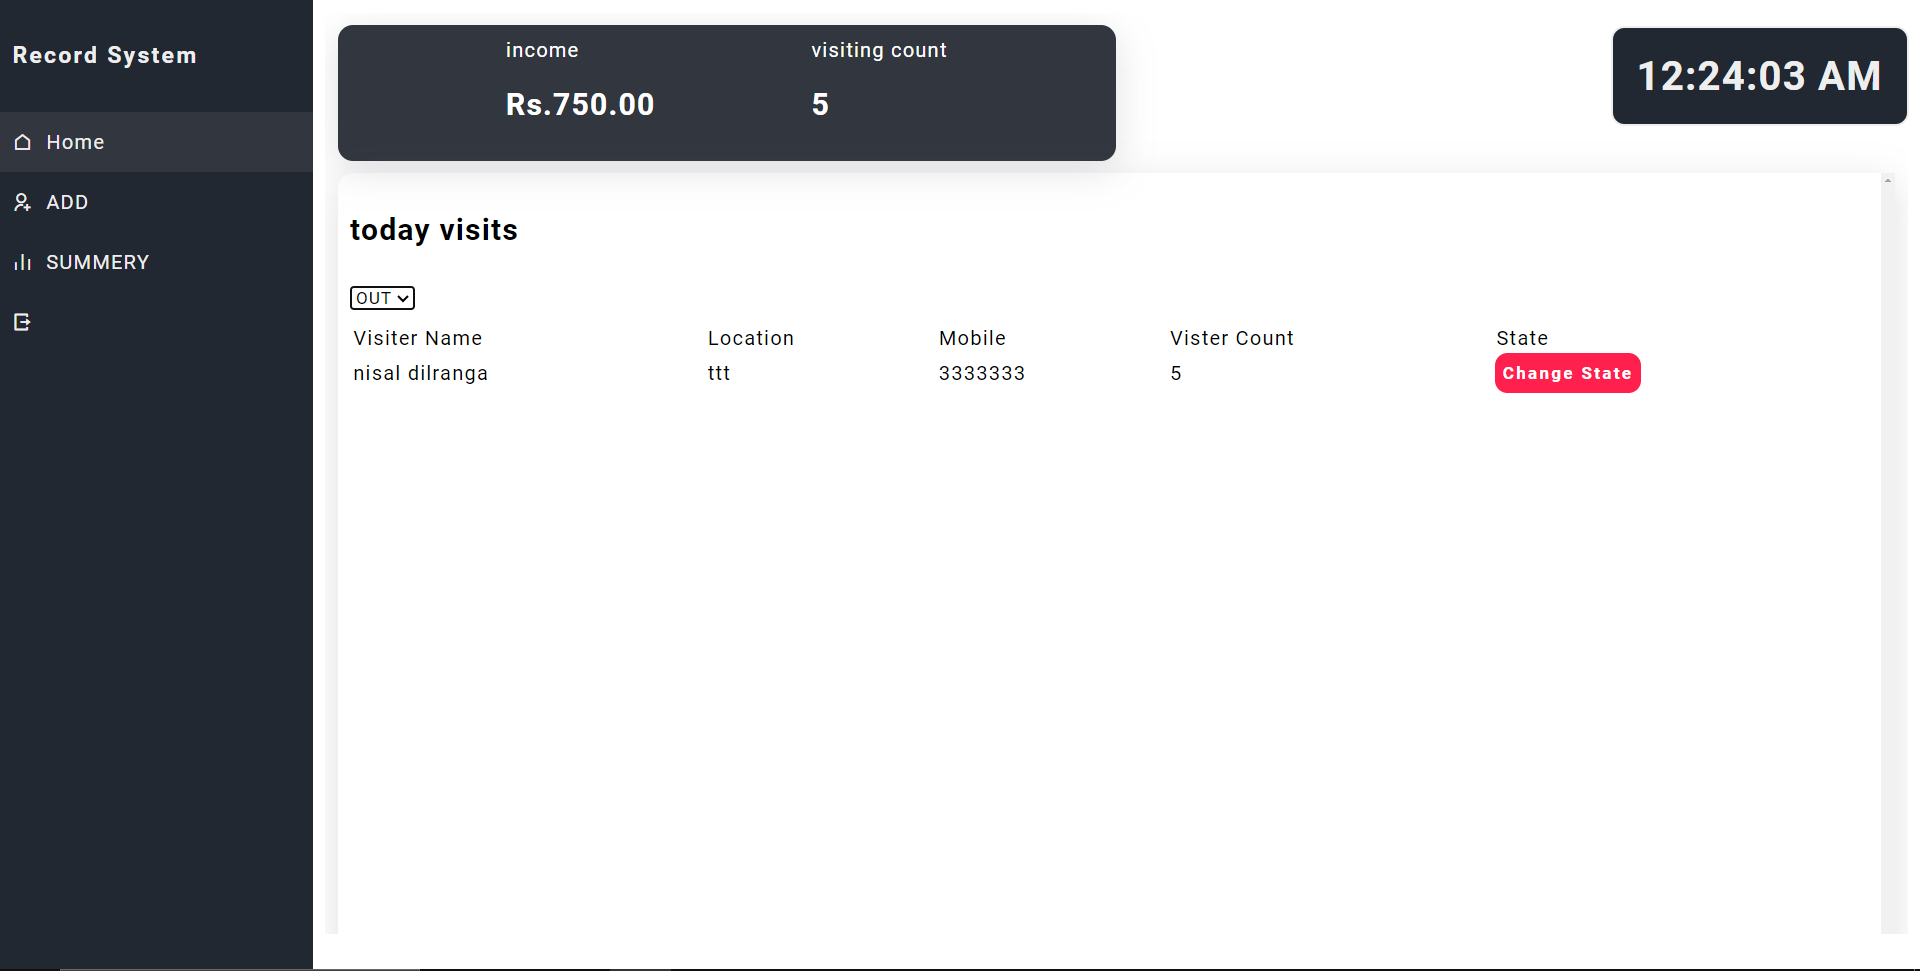 Record System
Home
ADD
SUMMERY
income visiting count
Rs.750.00 5
12:24:03 AM
today visits
OUT
Visiter Name Location Mobile Vister Count State
nisal dilranga ttt 3333333 5 Change State